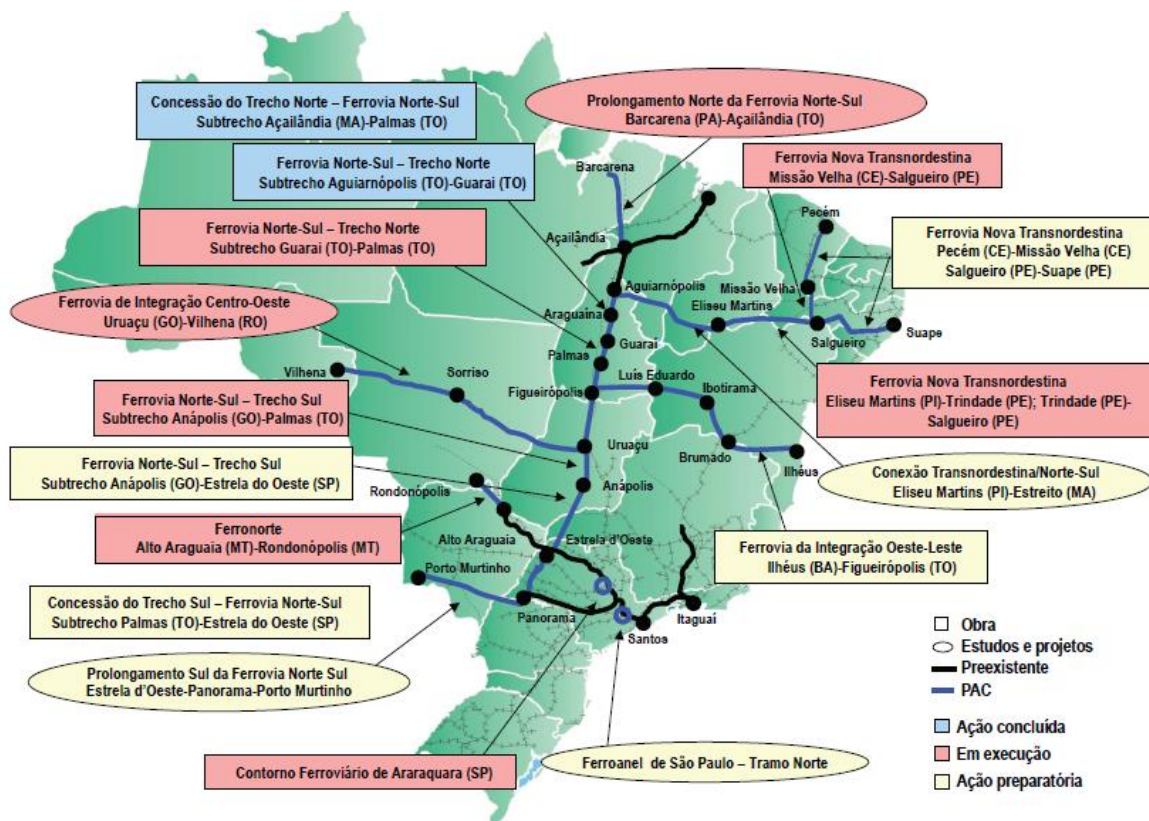 Concessão do Trecho Norte – Ferrovia Norte-Sul
Subtrecho Açailândia (MA)-Palmas (TO)
Prolongamento Norte da Ferrovia Norte-Sul
Barcarena (PA)-Açailândia (TO)
Ferrovia Norte-Sul – Trecho Norte
Subtrecho Aguiarnópolis (TO)-Guarai (TO)
Ferrovia Nova Transnordestina
Missão Velha (CE)-Salgueiro (PE)
Barcarena
Ferrovia Norte-Sul – Trecho Norte
Subtrecho Guarai (TO)-Palmas (TO)
Pecém
Açailândia
Ferrovia Nova Transnordestina
Pecém (CE)-Missão Velha (CE)
Salgueiro (PE)-Suape (PE)
Ferrovia de Integração Centro-Oeste
Uruaçu (GO)-Vilhena (RO)
Aguiarnópolis
Missão Velha
Eliseu Martins
Araguaína
Suape
Salgueiro
Guaraí
Palmas
Vilhena
Sorriso
Figueirópolis
Luís Eduardo
Ibotirama
Ferrovia Nova Transnordestina
Eliseu Martins (PI)-Trindade (PE); Trindade (PE)-
Salgueiro (PE)
Ferrovia Norte-Sul – Trecho Sul
Subtrecho Anápolis (GO)-Palmas (TO)
Uruaçu
Brumado
Ilhéus
Conexão Transnordestina/Norte-Sul
Eliseu Martins (PI)-Estreito (MA)
Ferrovia Norte-Sul – Trecho Sul
Subtrecho Anápolis (GO)-Estrela do Oeste (SP)
Rondonópolis
Anápolis
Ferronorte
Alto Araguaia (MT)-Rondonópolis (MT)
Alto Araguaia
Estrela d'Oeste
Ferrovia da Integração Oeste-Leste
Ilhéus (BA)-Figueirópolis (TO)
Porto Murtinho
Concessão do Trecho Sul – Ferrovia Norte-Sul
Subtrecho Palmas (TO)-Estrela do Oeste (SP)
Panorama
Santos
Itaguaí
Prolongamento Sul da Ferrovia Norte Sul
Estrela d'Oeste-Panorama-Porto Murtinho
Contorno Ferroviário de Araraquara (SP)
Ferroanel de São Paulo – Tramo Norte
Obra
Estudos e projetos
Preexistente
PAC
Ação concluída
Em execução
Ação preparatória